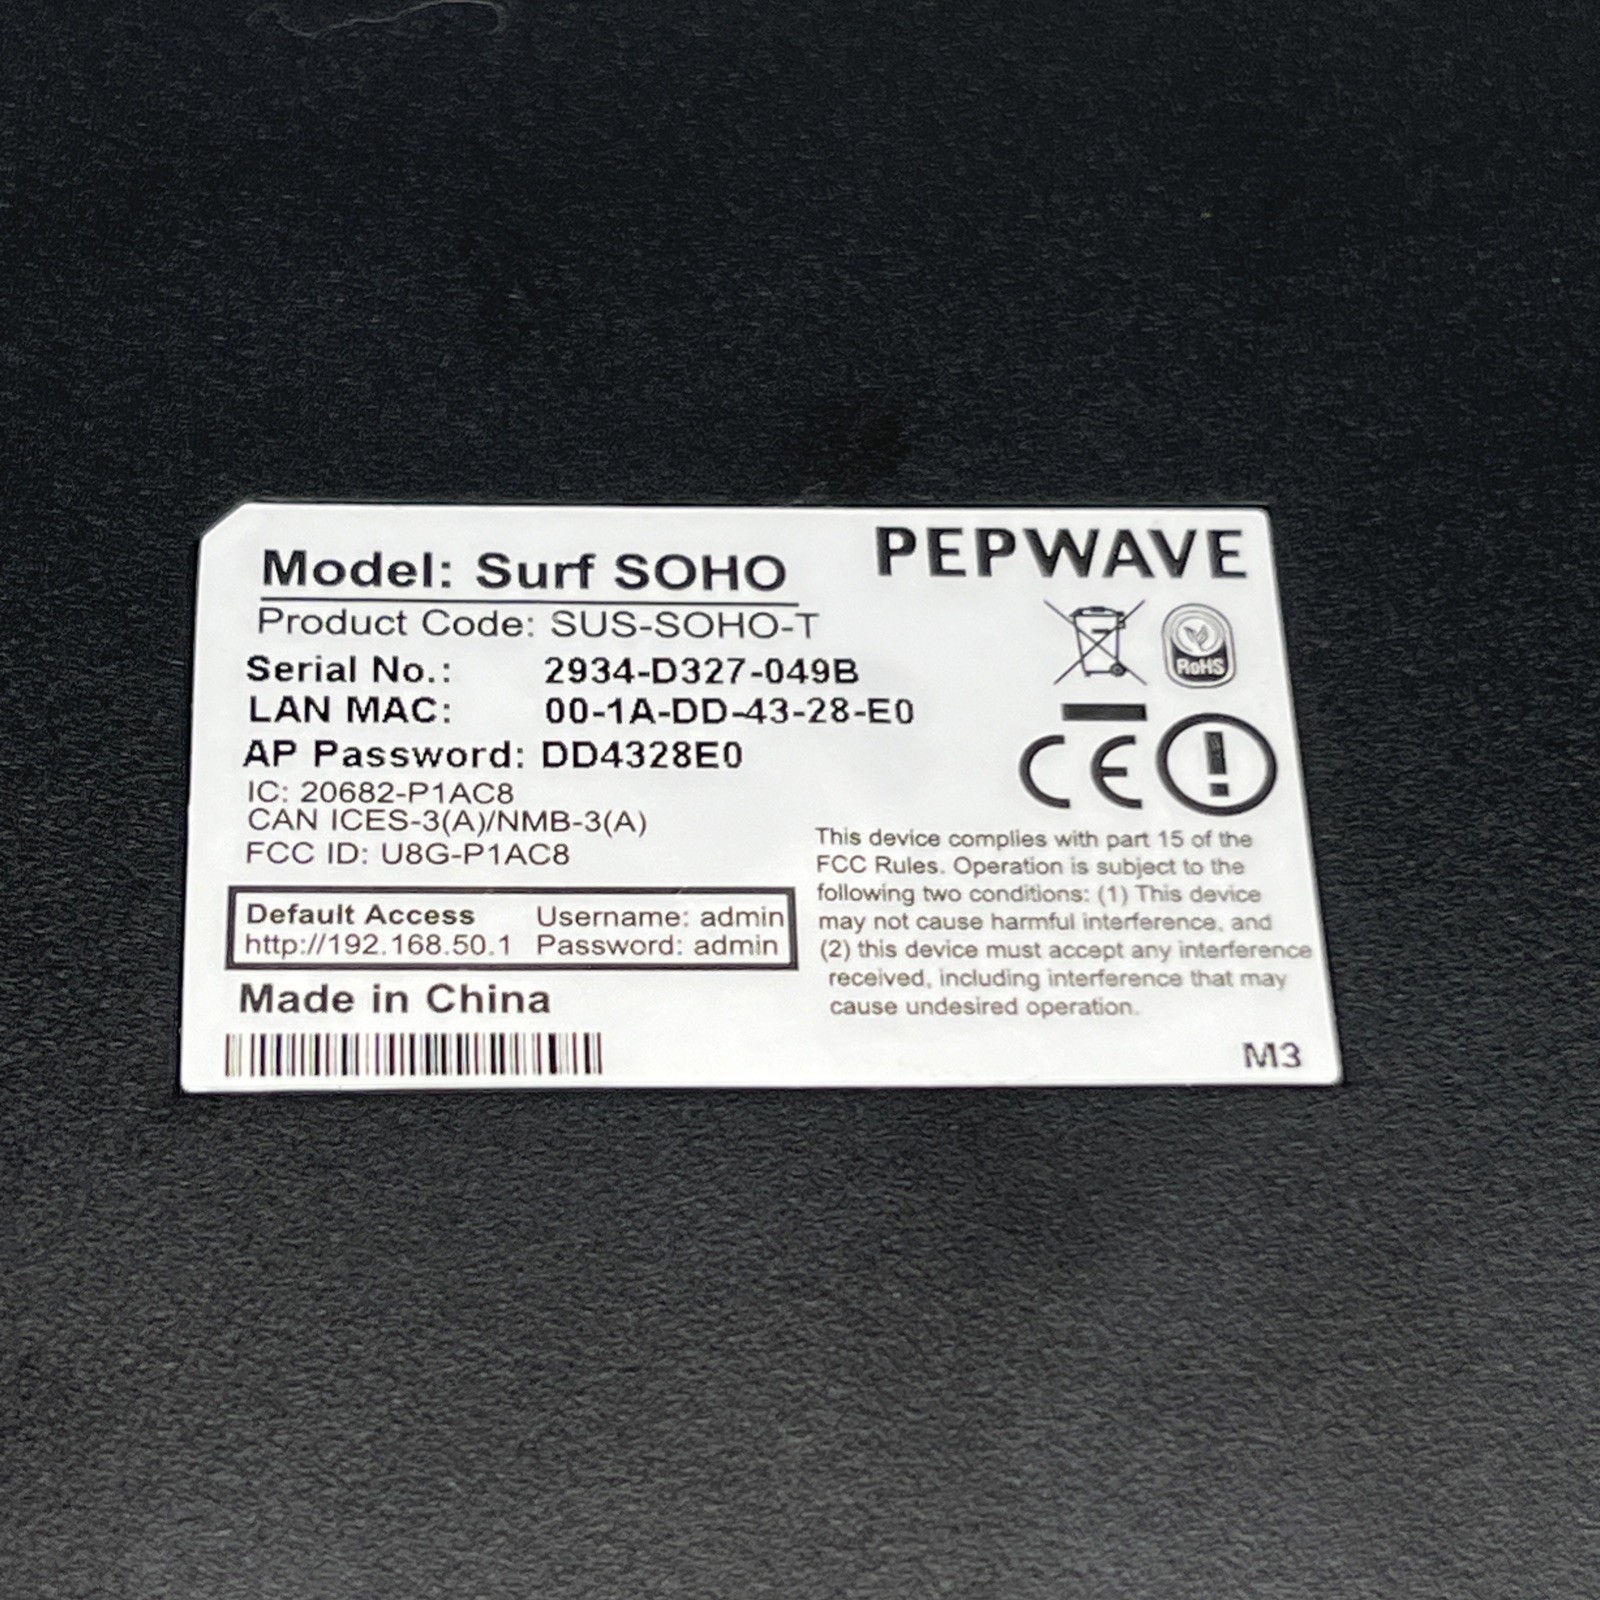 Model: Surf SOHO
PEPWAVE
Product Code: SUS-SOHO-T
Serial No.: 2934-D327-049B
LAN MAC: 00-1A-DD-43-28-E0
AP Password: DD4328E0
IC: 20682-P1AC8
CAN ICES-3(A)/NMB-3(A)
FCC ID: U8G-P1AC8
RoHS
CE
Default Access Username: admin
http://192.168.50.1 Password: admin
Made in China
This device complies with part 15 of the
FCC Rules. Operation is subject to the
following two conditions: (1) This device
may not cause harmful interference, and
(2) this device must accept any interference
received, including interference that may
cause undesired operation.
M3